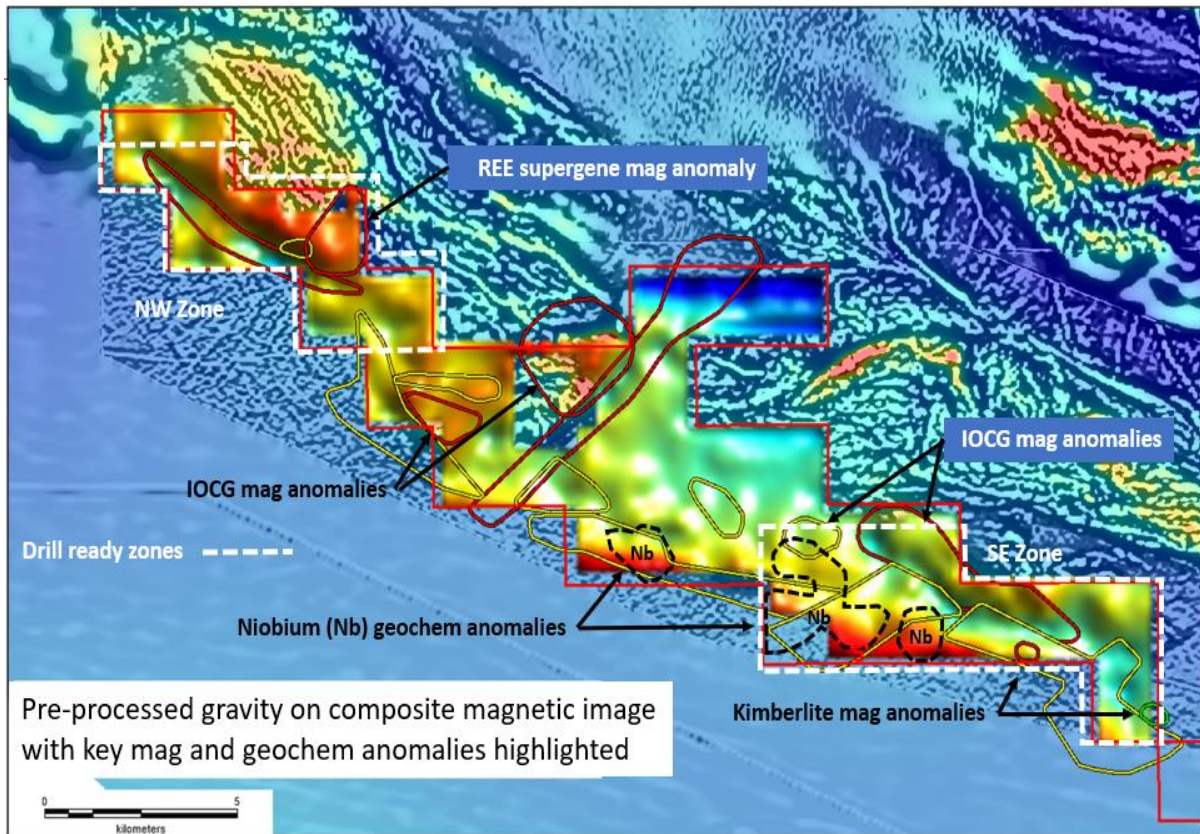 REE supergene mag anomaly
NW Zone
IOCG mag anomalies
IOCG mag anomalies
Drill ready zones
SE Zone
Nb
Nb
Nb
Niobium (Nb) geochem anomalies
Kimberlite mag anomalies
Pre-processed gravity on composite magnetic image
with key mag and geochem anomalies highlighted
0 5
kilometers